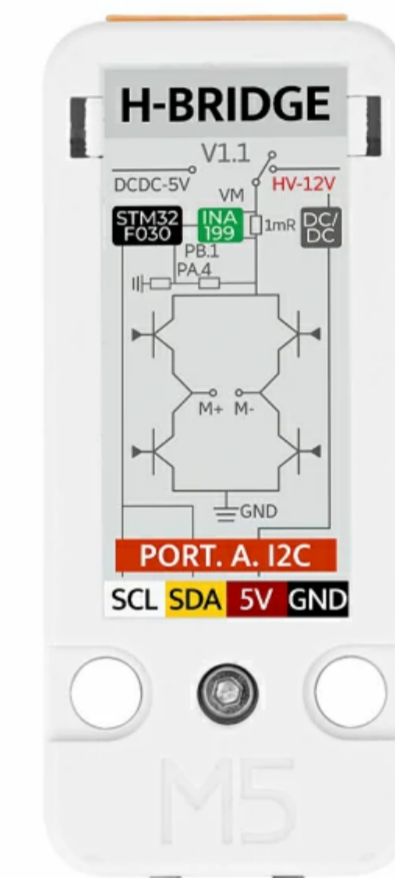 H-BRIDGE
V1.1
DCDC-5V
HV-12V
VM
STM32
F030
INA
199
1mR
DC/
DC
PB.1
PA.4
M+ M-
GND
PORT. A. I2C
SCL SDA 5V GND
M5